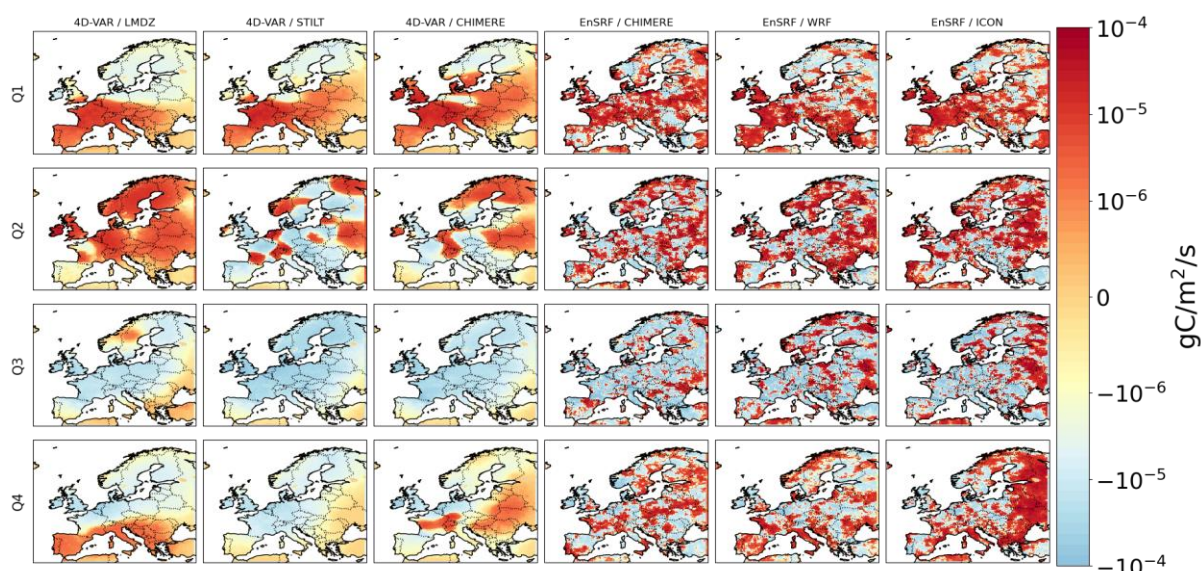 4D-VAR / LMDZ 4D-VAR / STILT 4D-VAR / CHIMERE EnSRF / CHIMERE EnSRF / WRF EnSRF / ICON
Q1
Q2
Q3
Q4
10⁻⁴
10⁻⁵
10⁻⁶
0
−10⁻⁶
−10⁻⁵
−10⁻⁴
gC/m²/s